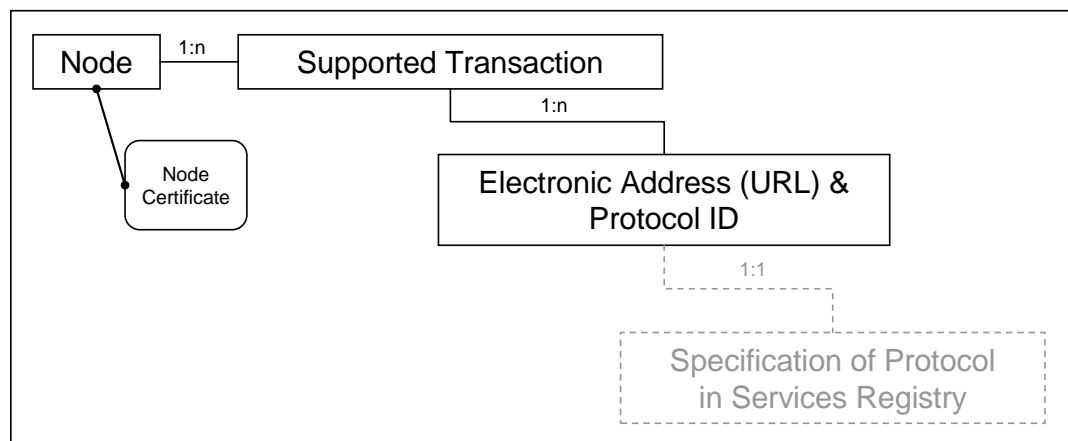 Node
1:n
Supported Transaction
1:n
Node
Certificate
Electronic Address (URL) &
Protocol ID
1:1
Specification of Protocol
in Services Registry